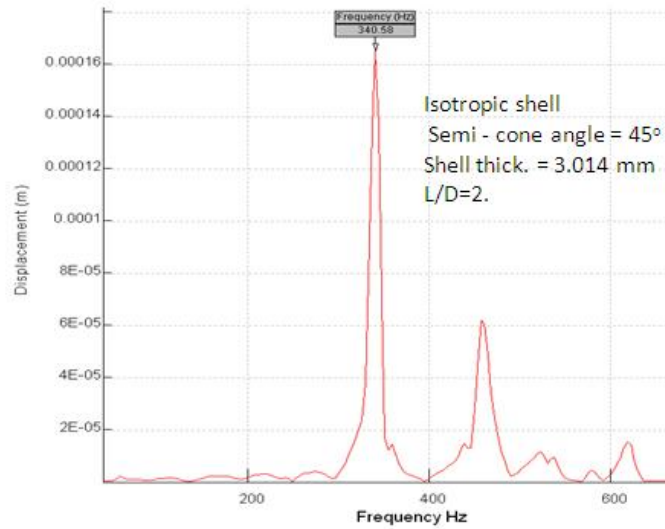 Frequency (Hz)
340.58
0.00016
0.00014
0.00012
0.0001
8E-05
6E-05
4E-05
2E-05
Displacement (m)
Isotropic shell
Semi - cone angle = 45°
Shell thick. = 3.014 mm
L/D=2.
200
400
600
Frequency Hz